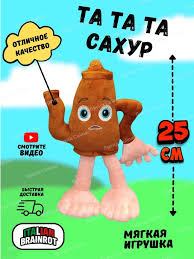 ТА ТА ТА
САХУР
ОТЛИЧНОЕ
КАЧЕСТВО
25
СМ
СМОТРИТЕ
ВИДЕО
БЫСТРАЯ
ДОСТАВКА
ITALIAN
BRAINROT
МЯГКАЯ
ИГРУШКА